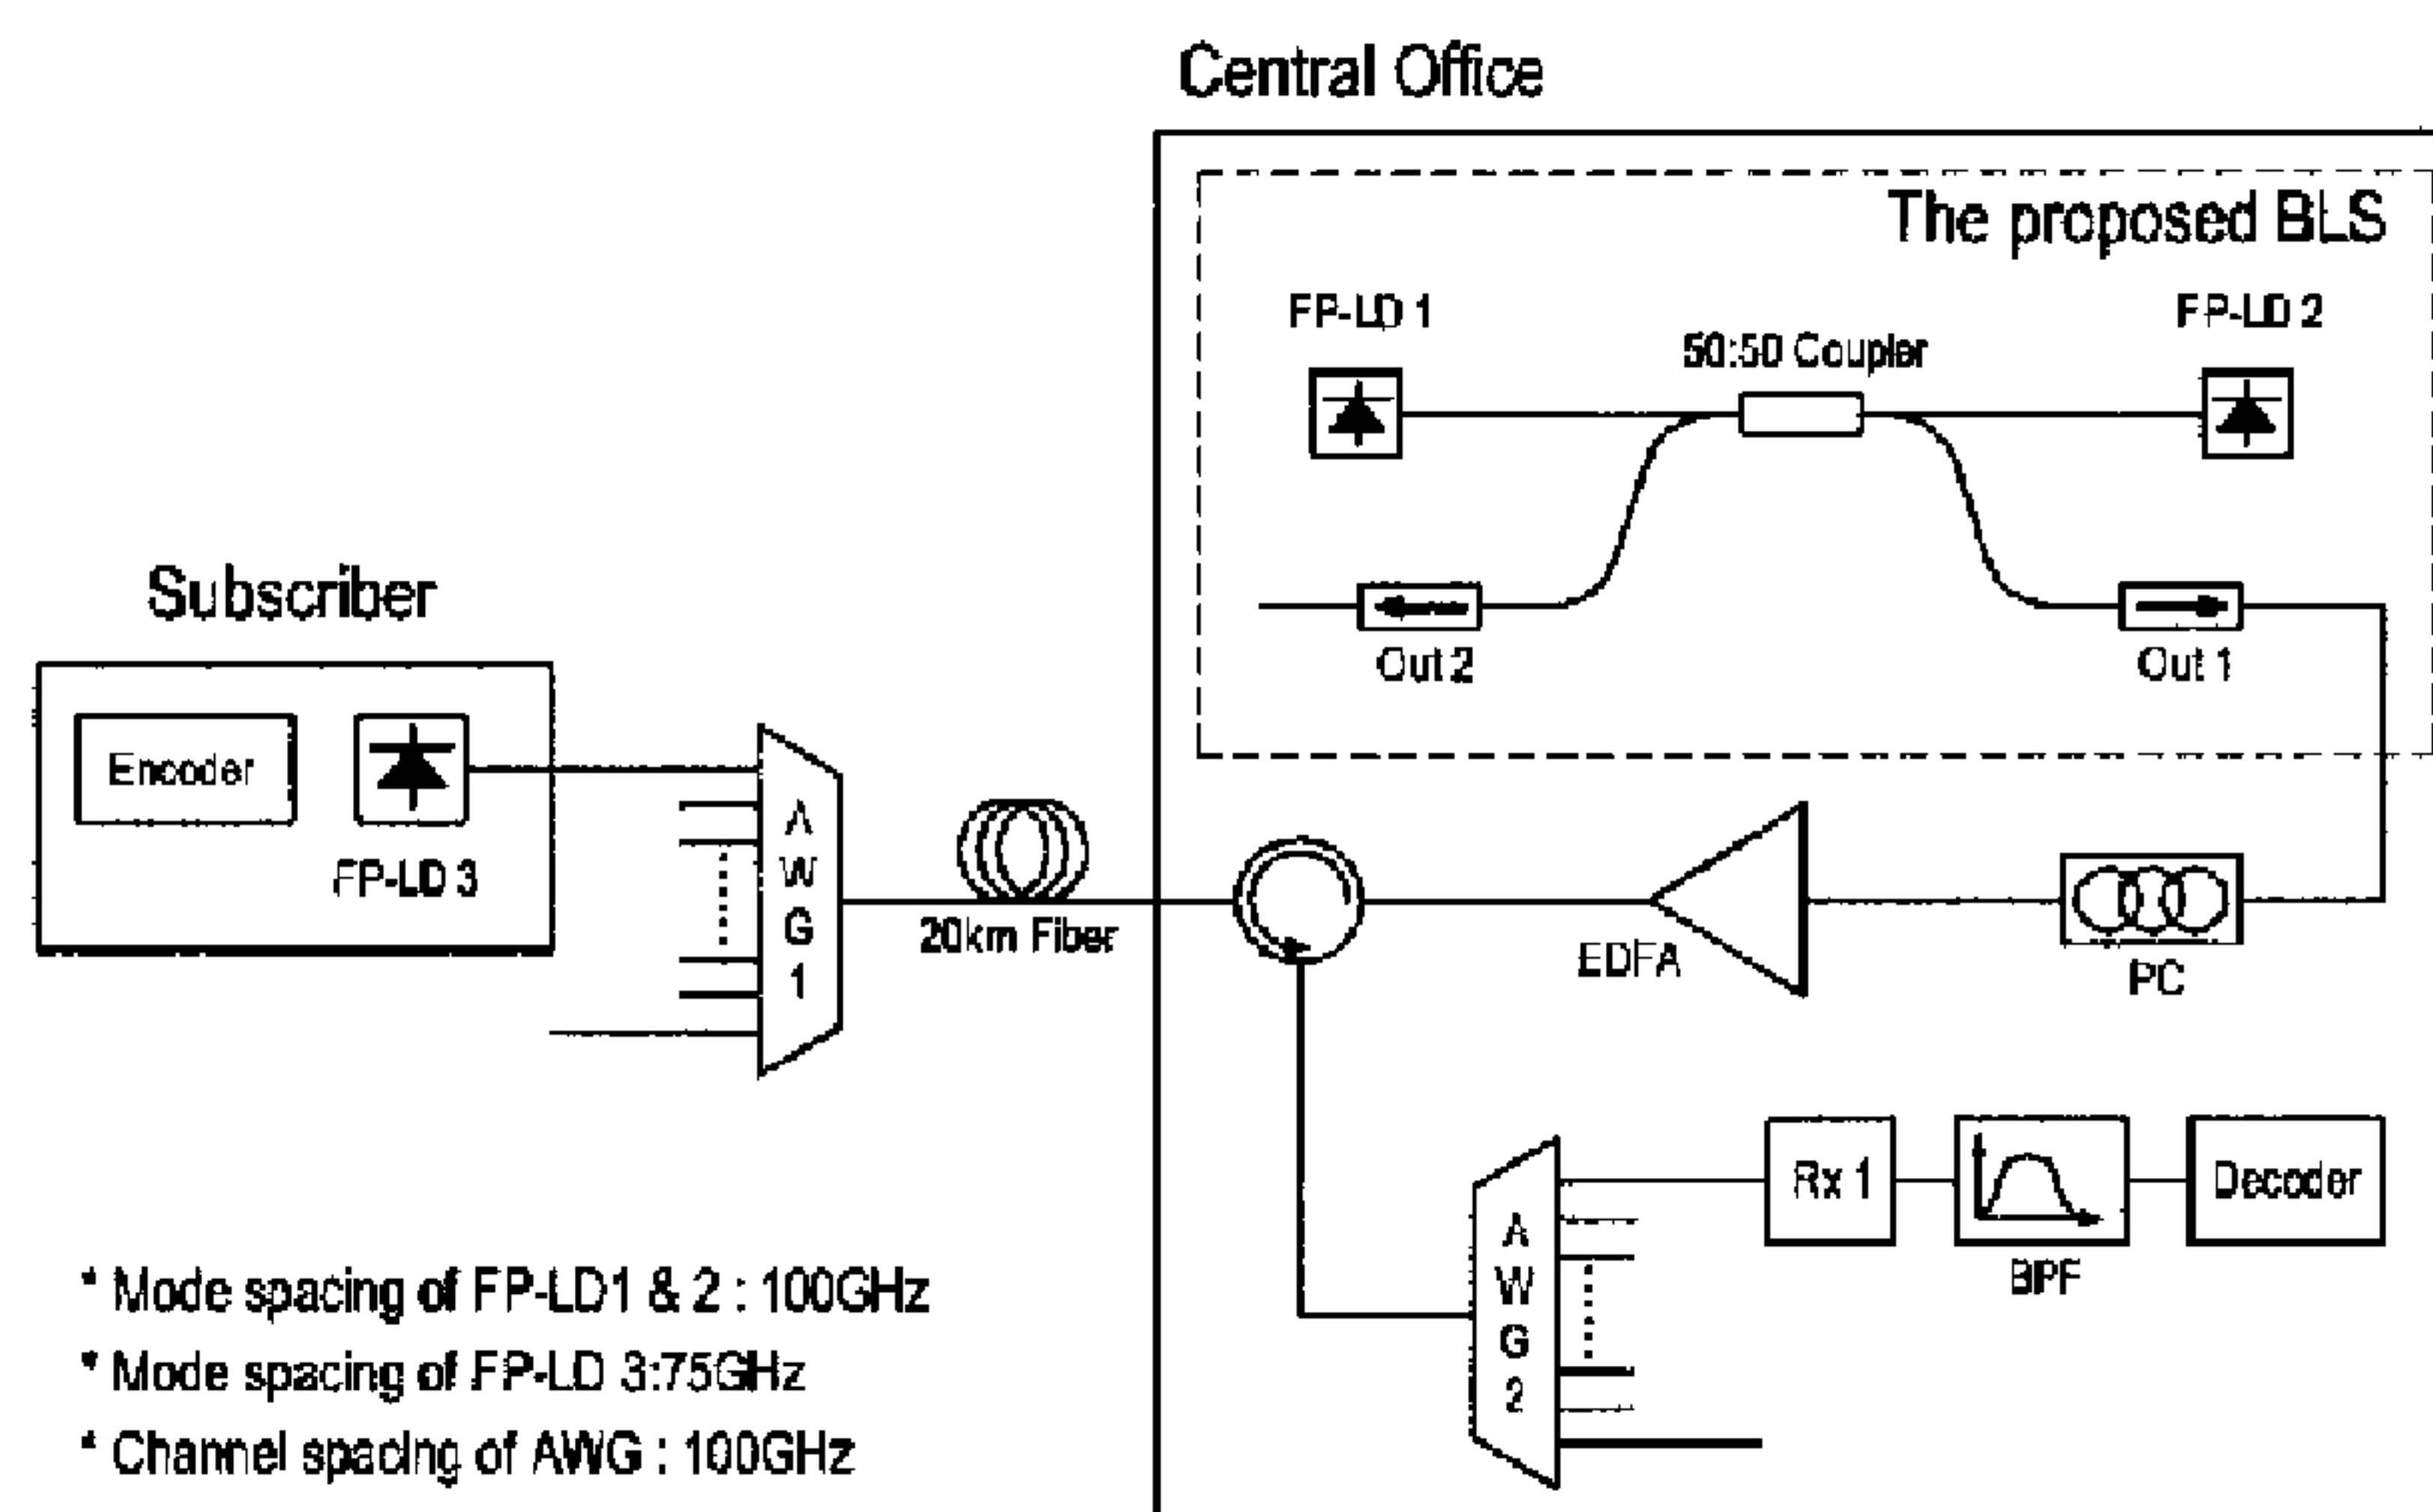 Central Office
The proposed BLS
FP-LD 1
FP-LD 2
50:50 Coupler
Out 2
Out 1
Subscriber
Encoder
FP-LD 3
A
W
G
1
20km Fiber
EDFA
PC
A
W
G
2
Rx 1
BPF
Decoder
* Mode spacing of FP-LD1 & 2 : 100GHz
* Mode spacing of FP-LD 3:75GHz
* Channel spacing of AWG : 100GHz